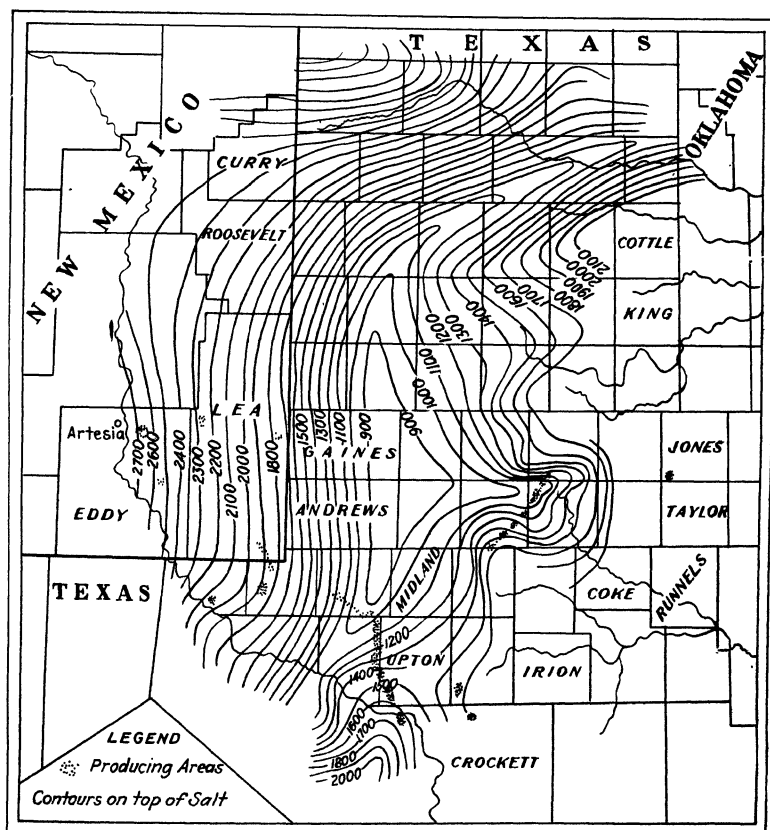 TEXAS
OKLAHOMA
NEW MEXICO
CURRY
ROOSEVELT
COTTLE
2100
2000
1900
1800
1700
1600
KING
1400
1300
1200
1100
1000
900
LEA
Artesia
2700
2600
2400
2300
2200
2100
2000
1800
1500
1300
1100
900
GAINES
JONES
EDDY
ANDREWS
TAYLOR
TEXAS
MIDLAND
COKE
RUNNELS
1200
UPTON
1400
1500
IRION
1600
1700
1800
2000
CROCKETT
LEGEND
Producing Areas
Contours on top of Salt